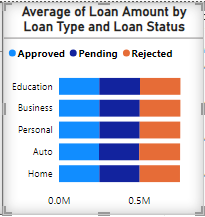 Average of Loan Amount by
Loan Type and Loan Status
Approved Pending Rejected
Education
Business
Personal
Auto
Home
0.0M 0.5M